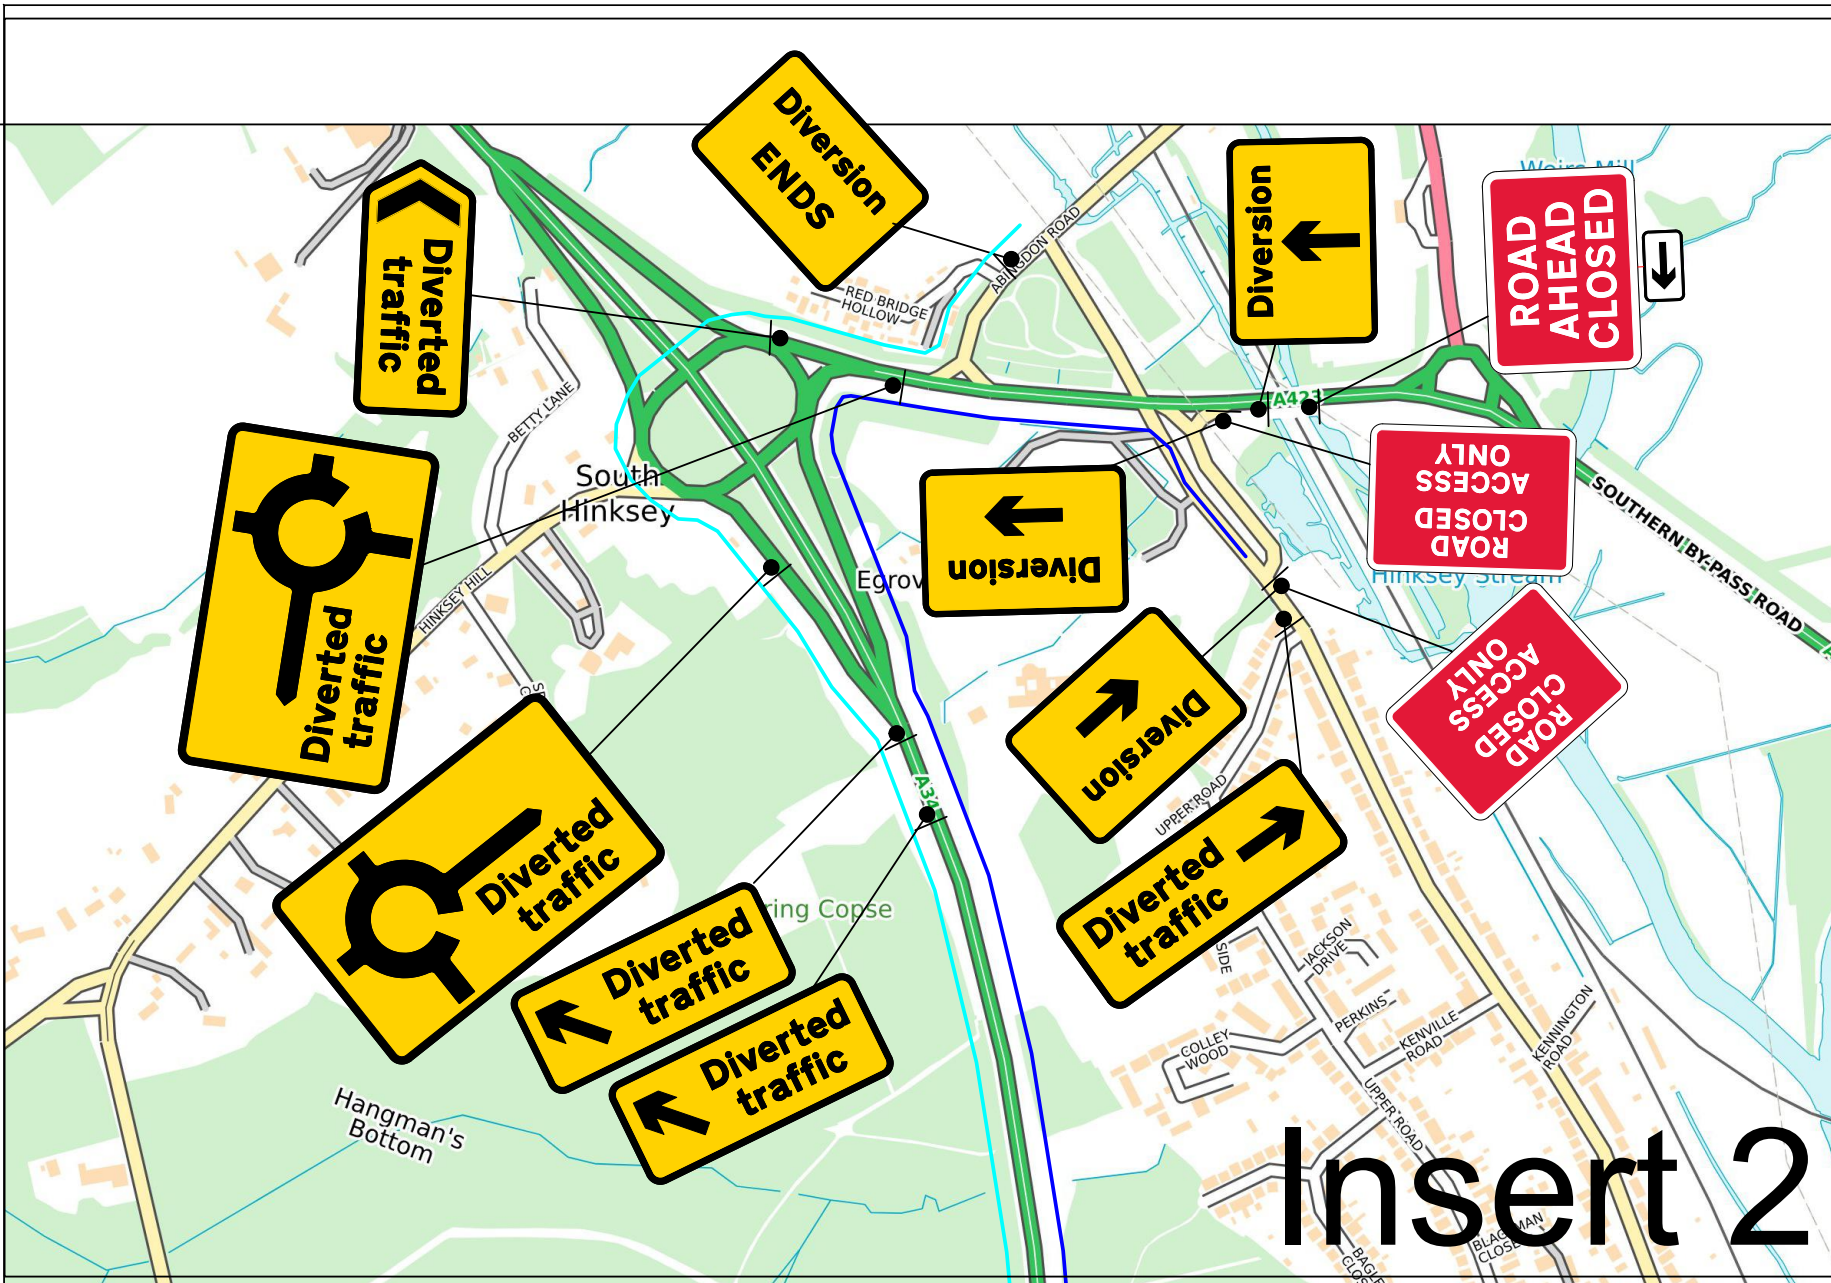 Diversion
ENDS
Diversion
ROAD
AHEAD
CLOSED
Diverted
traffic
RED BRIDGE
HOLLOW
ABINGDON ROAD
BETTY LANE
A423
South
Hinksey
ROAD
CLOSED
ACCESS
ONLY
SOUTHERN BY-PASS ROAD
Diverted
traffic
HINKSEY HILL
Diversion
Hinksey Stream
ROAD
CLOSED
ACCESS
ONLY
Diversion
Diverted
traffic
A34
UPPER ROAD
Diverted
traffic
Diverted
traffic
ring Copse
Diverted
traffic
SIDE
JACKSON
DRIVE
PERKINS
KENVILLE
ROAD
KENNINGTON
ROAD
COLLEY
WOOD
UPPER ROAD
Hangman's
Bottom
Insert 2